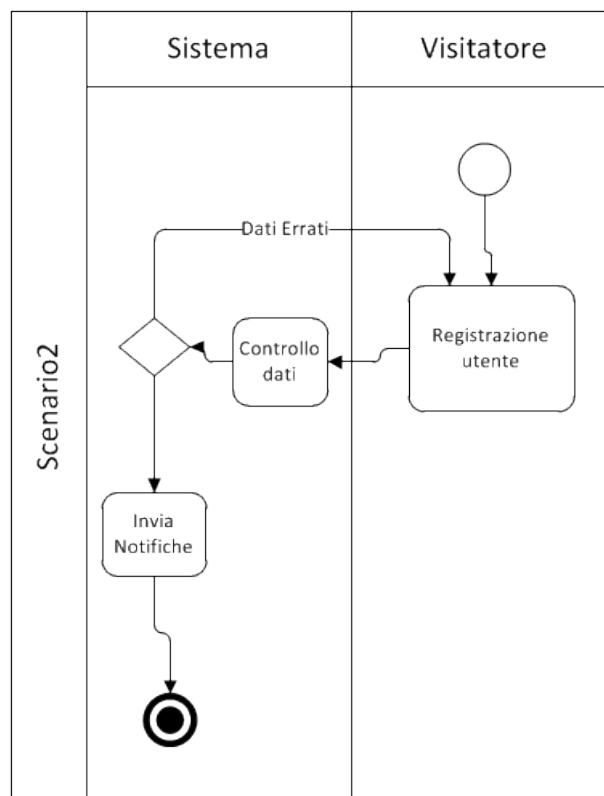 Sistema
Visitatore
Scenario2
Dati Errati
Registrazione
utente
Controllo
dati
Invia
Notifiche